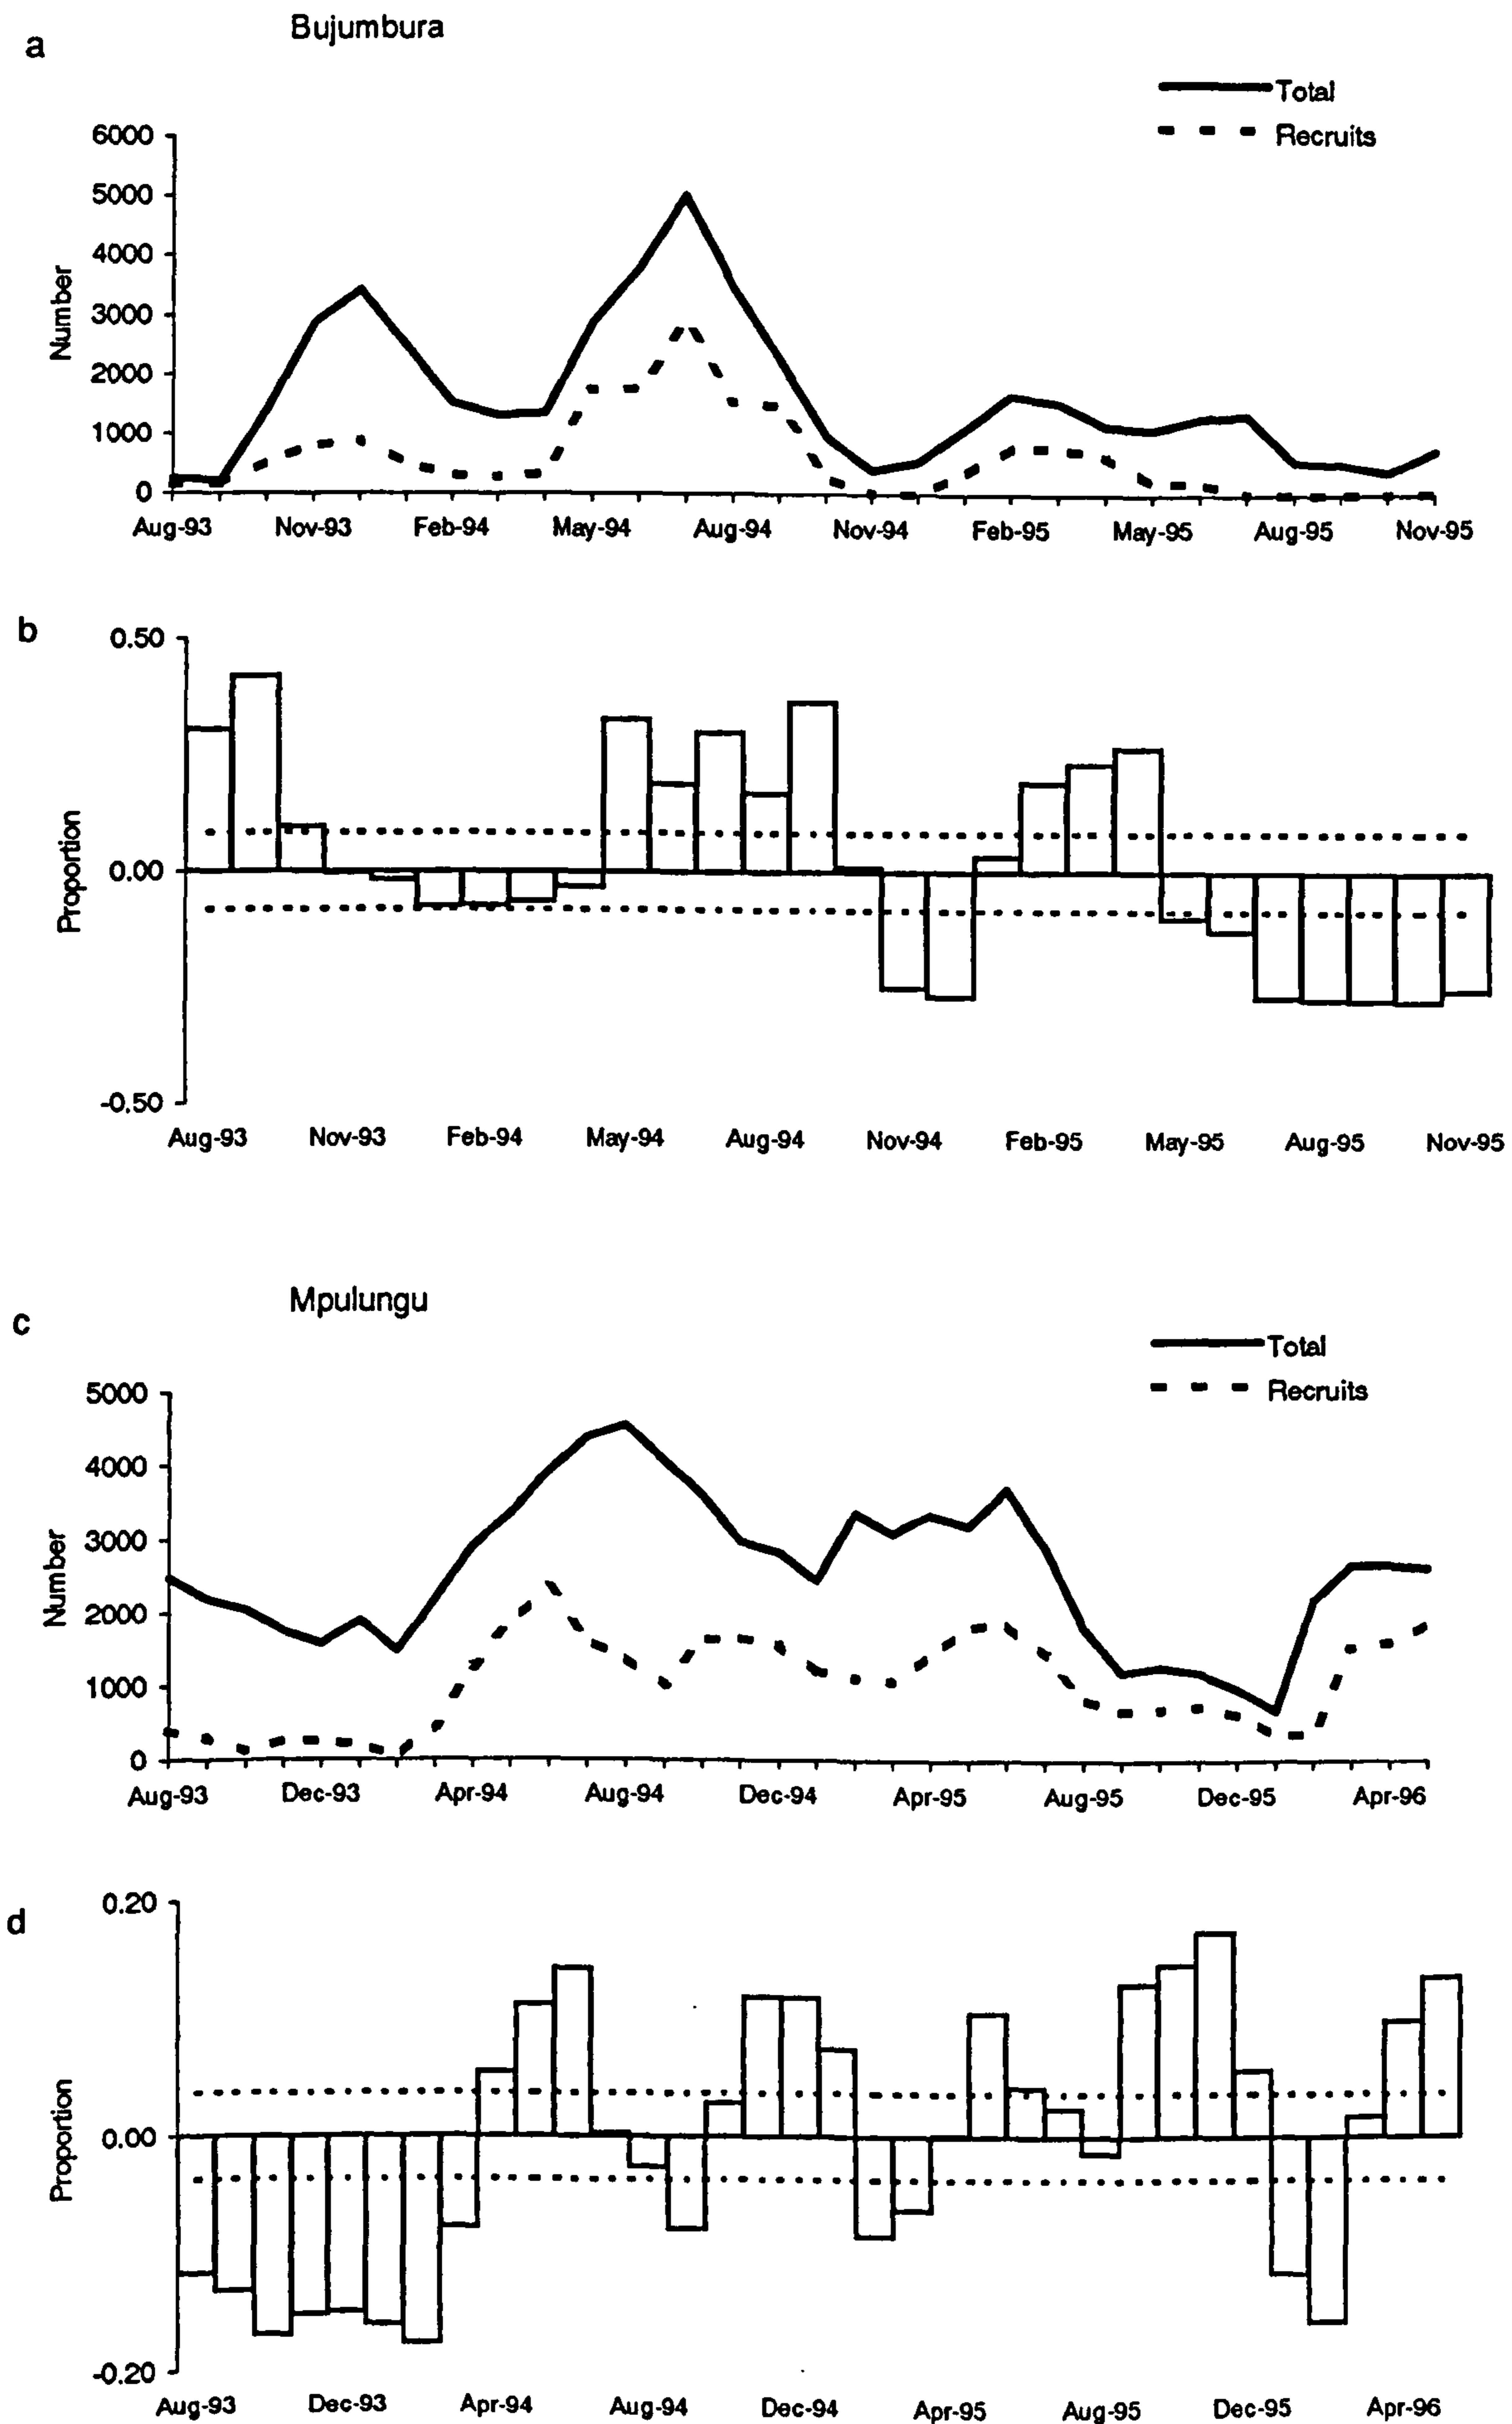 a
Bujumbura
Total
Recruits
6000
5000
4000
3000
2000
1000
0
Number
Aug-93 Nov-93 Feb-94 May-94 Aug-94 Nov-94 Feb-95 May-95 Aug-95 Nov-95
b
0.50
0.00
-0.50
Proportion
Aug-93 Nov-93 Feb-94 May-94 Aug-94 Nov-94 Feb-95 May-95 Aug-95 Nov-95
c
Mpulungu
Total
Recruits
5000
4000
3000
2000
1000
0
Number
Aug-93 Dec-93 Apr-94 Aug-94 Dec-94 Apr-95 Aug-95 Dec-95 Apr-96
d
0.20
0.00
-0.20
Proportion
Aug-93 Dec-93 Apr-94 Aug-94 Dec-94 Apr-95 Aug-95 Dec-95 Apr-96